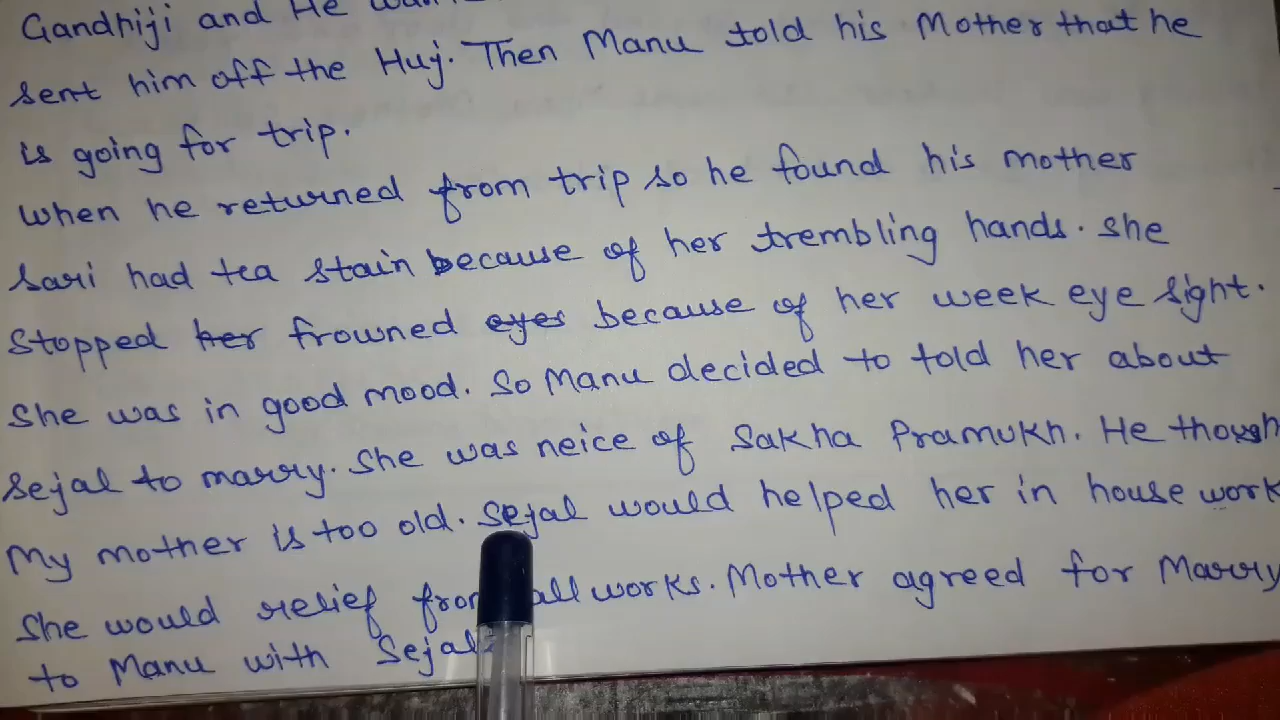 Gandhiji and He
sent him off the Huj. Then Manu told his Mother that he
is going for trip.
When he returned from trip so he found his mother
sari had tea stain because of her trembling hands. She
stopped her frowned eyes because of her week eye sight.
She was in good mood. So Manu decided to told her about
Sejal to marry. She was neice of Sakha Pramukh. He though
My mother is too old. Sejal would helped her in house work
She would relief from all works. Mother agreed for Marry
to Manu with Sejal